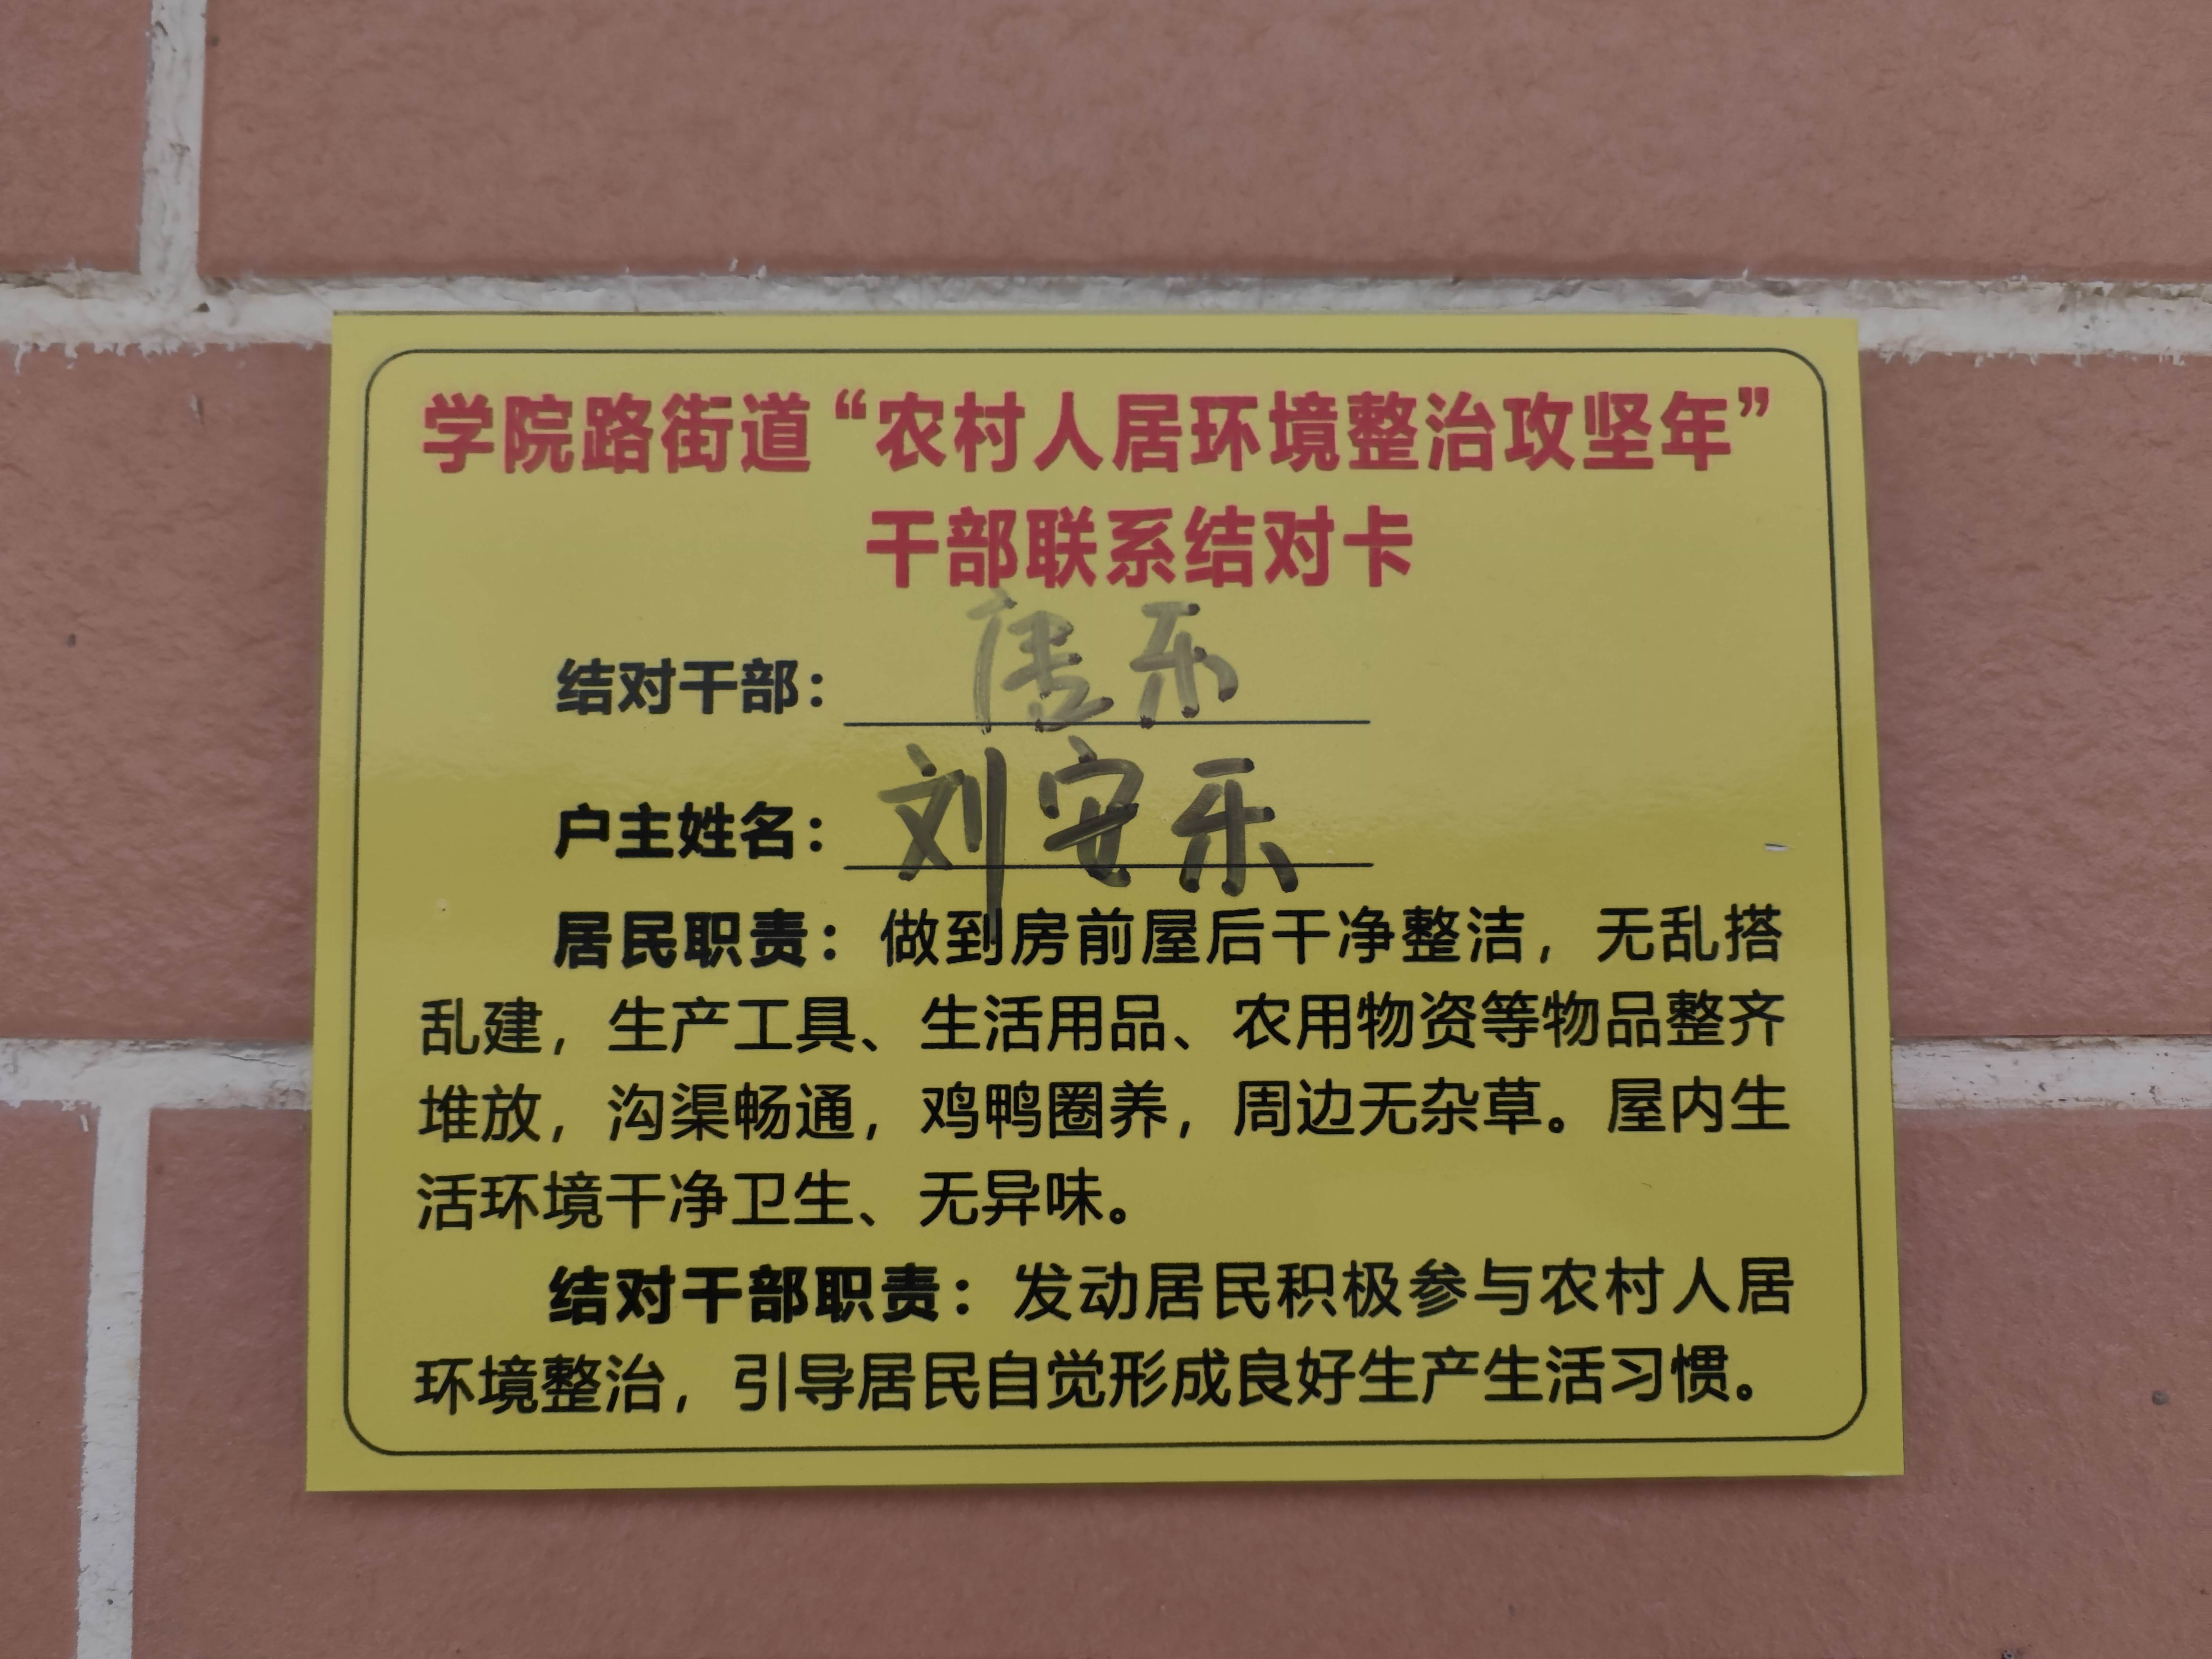 学院路街道“农村人居环境整治攻坚年”
干部联系结对卡
结对干部：唐乐
户主姓名：刘安乐
居民职责：做到房前屋后干净整洁，无乱搭
乱建，生产工具、生活用品、农用物资等物品整齐
堆放，沟渠畅通，鸡鸭圈养，周边无杂草。屋内生
活环境干净卫生、无异味。
结对干部职责：发动居民积极参与农村人居
环境整治，引导居民自觉形成良好生产生活习惯。